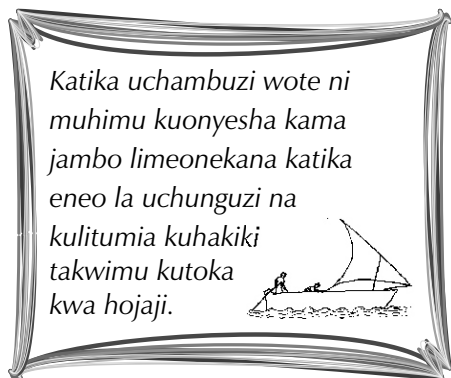 Katika uchambuzi wote ni
muhimu kuonyesha kama
jambo limeonekana katika
eneo la uchunguzi na
kulitumia kuhakiki
takwimu kutoka
kwa hojaji.